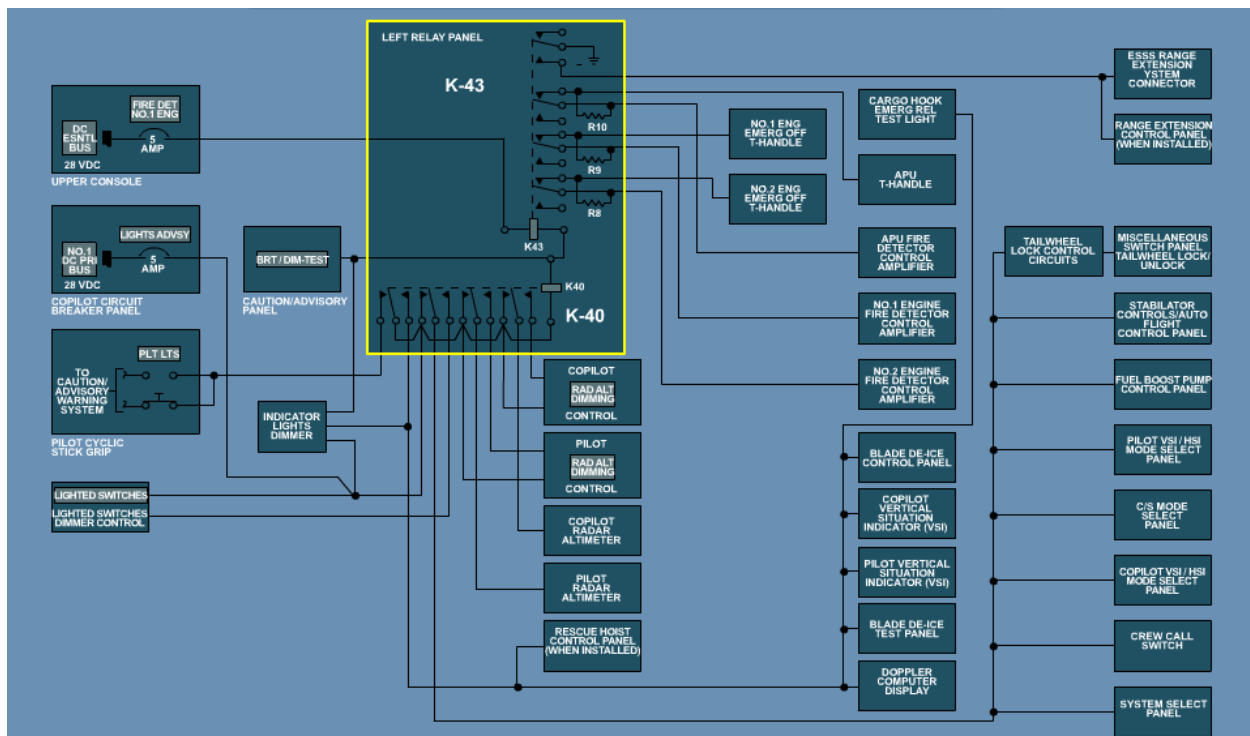 LEFT RELAY PANEL
K-43
R10
R9
R8
K43
K40
K-40
FIRE DET
NO.1 ENG
DC
ESNTL
BUS
28 VDC
5
AMP
UPPER CONSOLE
LIGHTS ADVSY
NO.1
DC PRI
BUS
28 VDC
5
AMP
COPILOT CIRCUIT
BREAKER PANEL
BRT / DIM-TEST
CAUTION/ADVISORY
PANEL
PLT LTS
TO
CAUTION/
ADVISORY
WARNING
SYSTEM
PILOT CYCLIC
STICK GRIP
INDICATOR
LIGHTS
DIMMER
LIGHTED SWITCHES
LIGHTED SWITCHES
DIMMER CONTROL
NO.1 ENG
EMERG OFF
T-HANDLE
NO.2 ENG
EMERG OFF
T-HANDLE
COPILOT
RAD ALT
DIMMING
CONTROL
PILOT
RAD ALT
DIMMING
CONTROL
COPILOT
RADAR
ALTIMETER
PILOT
RADAR
ALTIMETER
RESCUE HOIST
CONTROL PANEL
(WHEN INSTALLED)
CARGO HOOK
EMERG REL
TEST LIGHT
APU
T-HANDLE
APU FIRE
DETECTOR
CONTROL
AMPLIFIER
NO.1 ENGINE
FIRE DETECTOR
CONTROL
AMPLIFIER
NO.2 ENGINE
FIRE DETECTOR
CONTROL
AMPLIFIER
BLADE DE-ICE
CONTROL PANEL
COPILOT
VERTICAL
SITUATION
INDICATOR (VSI)
PILOT VERTICAL
SITUATION
INDICATOR (VSI)
BLADE DE-ICE
TEST PANEL
DOPPLER
COMPUTER
DISPLAY
TAILWHEEL
LOCK CONTROL
CIRCUITS
ESSS RANGE
EXTENSION
YSTEM
CONNECTOR
RANGE EXTENSION
CONTROL PANEL
(WHEN INSTALLED)
MISCELLANEOUS
SWITCH PANEL
TAILWHEEL LOCK/
UNLOCK
STABILATOR
CONTROLS/AUTO
FLIGHT
CONTROL PANEL
FUEL BOOST PUMP
CONTROL PANEL
PILOT VSI / HSI
MODE SELECT
PANEL
C/S MODE
SELECT
PANEL
COPILOT VSI / HSI
MODE SELECT
PANEL
CREW CALL
SWITCH
SYSTEM SELECT
PANEL